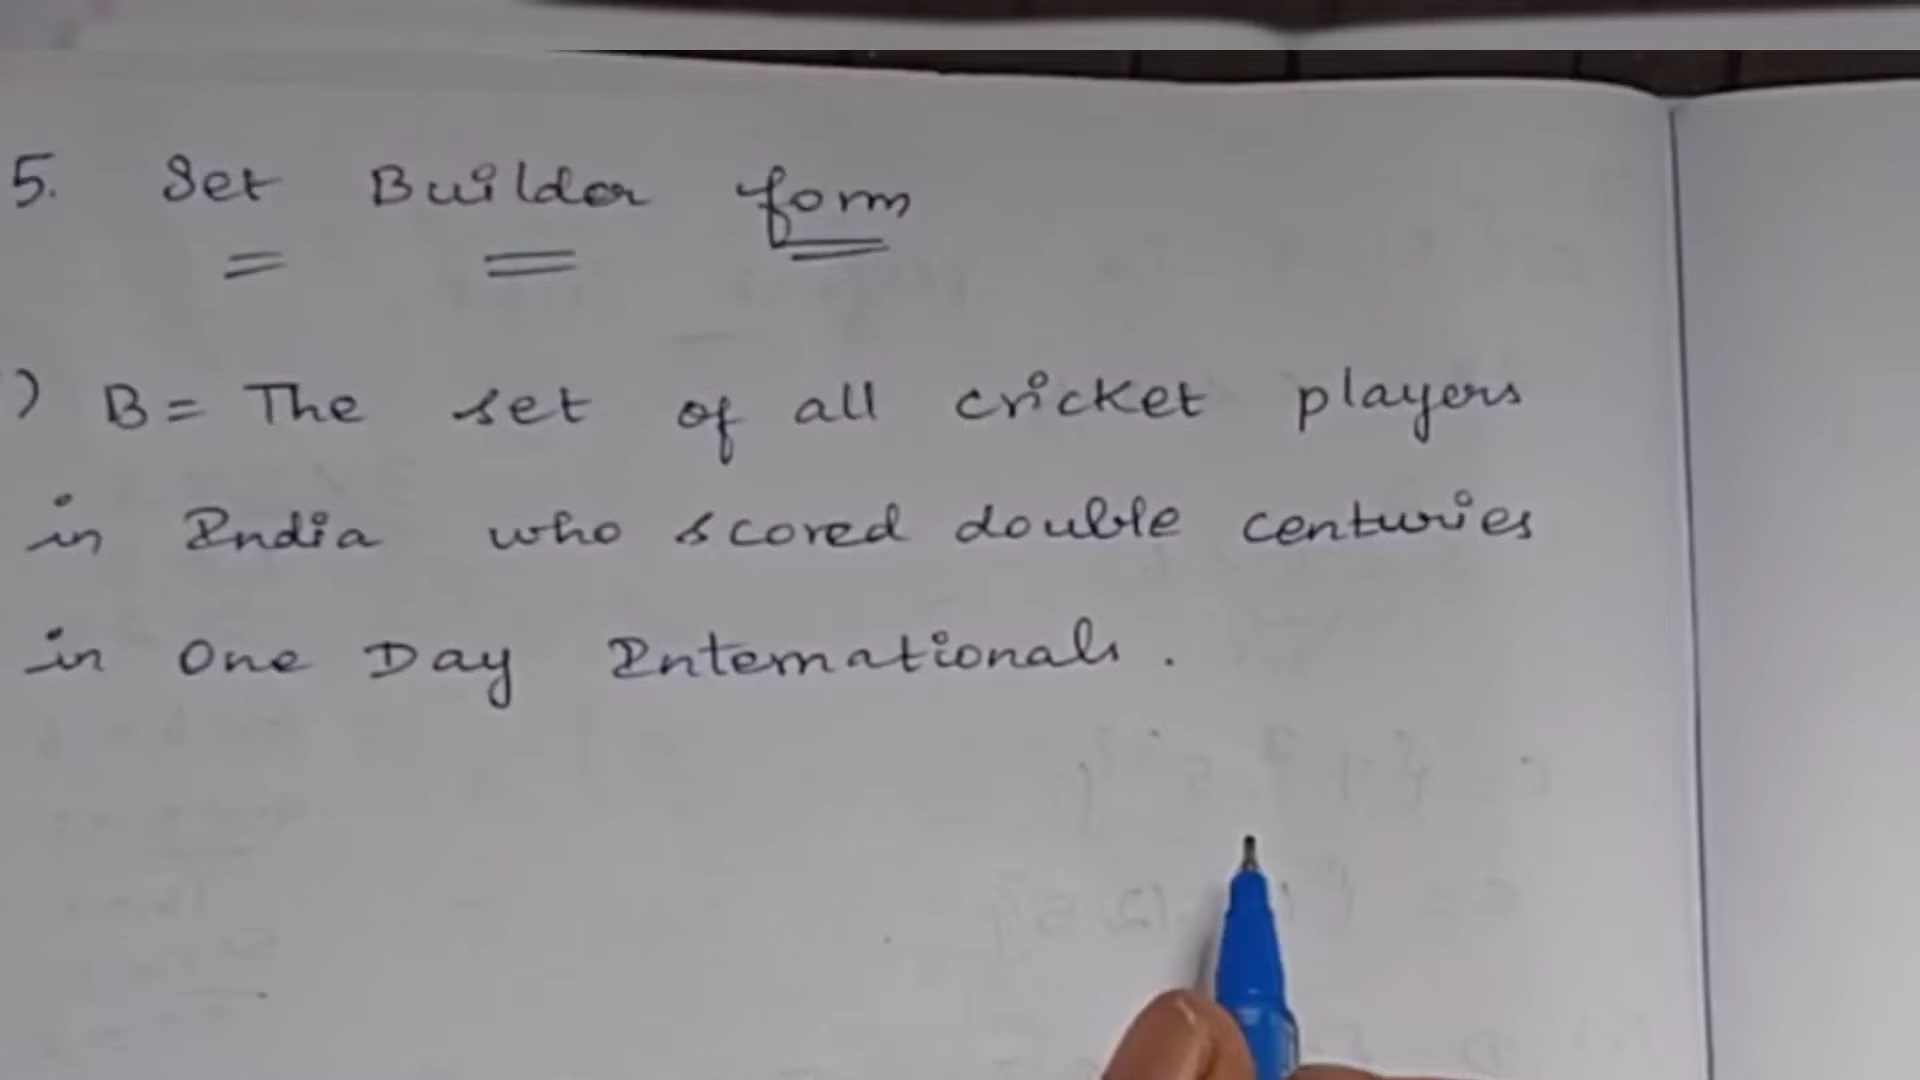 5. Set Builder form
) B = The set of all cricket players
in India who scored double centuries
in One Day Internationals.